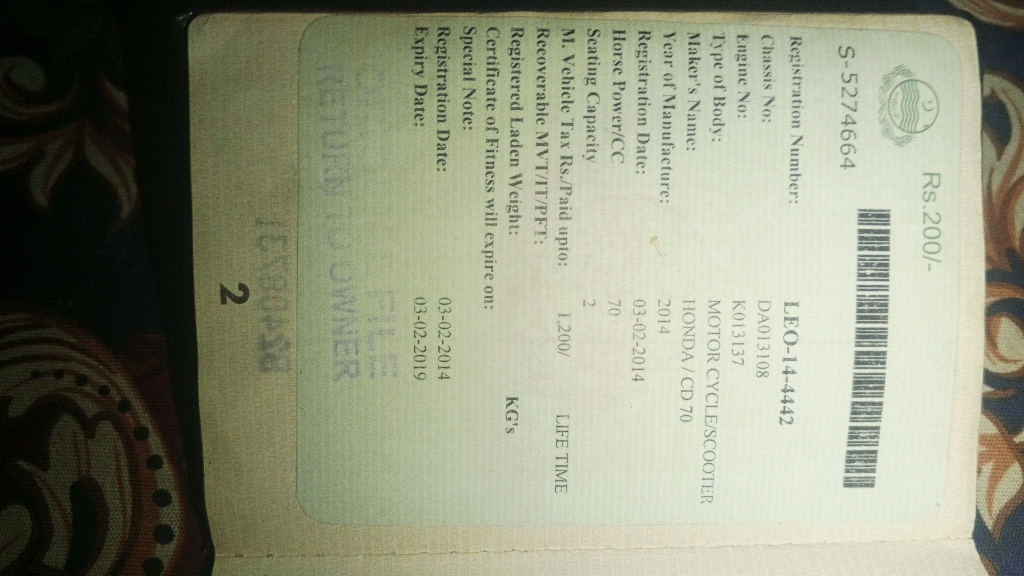 Rs.200/-
S-5274664
Registration Number: LEO-14-4442
Chassis No: DA013108
Engine No: K013137
Type of Body: MOTOR CYCLE/SCOOTER
Maker's Name: HONDA / CD 70
Year of Manufacture: 2014
Registration Date: 03-02-2014
Horse Power/CC 70
Seating Capacity 2
M. Vehicle Tax Rs./Paid upto: 1,200/ LIFE TIME
Recoverable MVT/IT/PFT:
Registered Laden Weight: KG's
Certificate of Fitness will expire on:
Special Note:
Registration Date: 03-02-2014
Expiry Date: 03-02-2019
FILE
RETURN TO OWNER
2